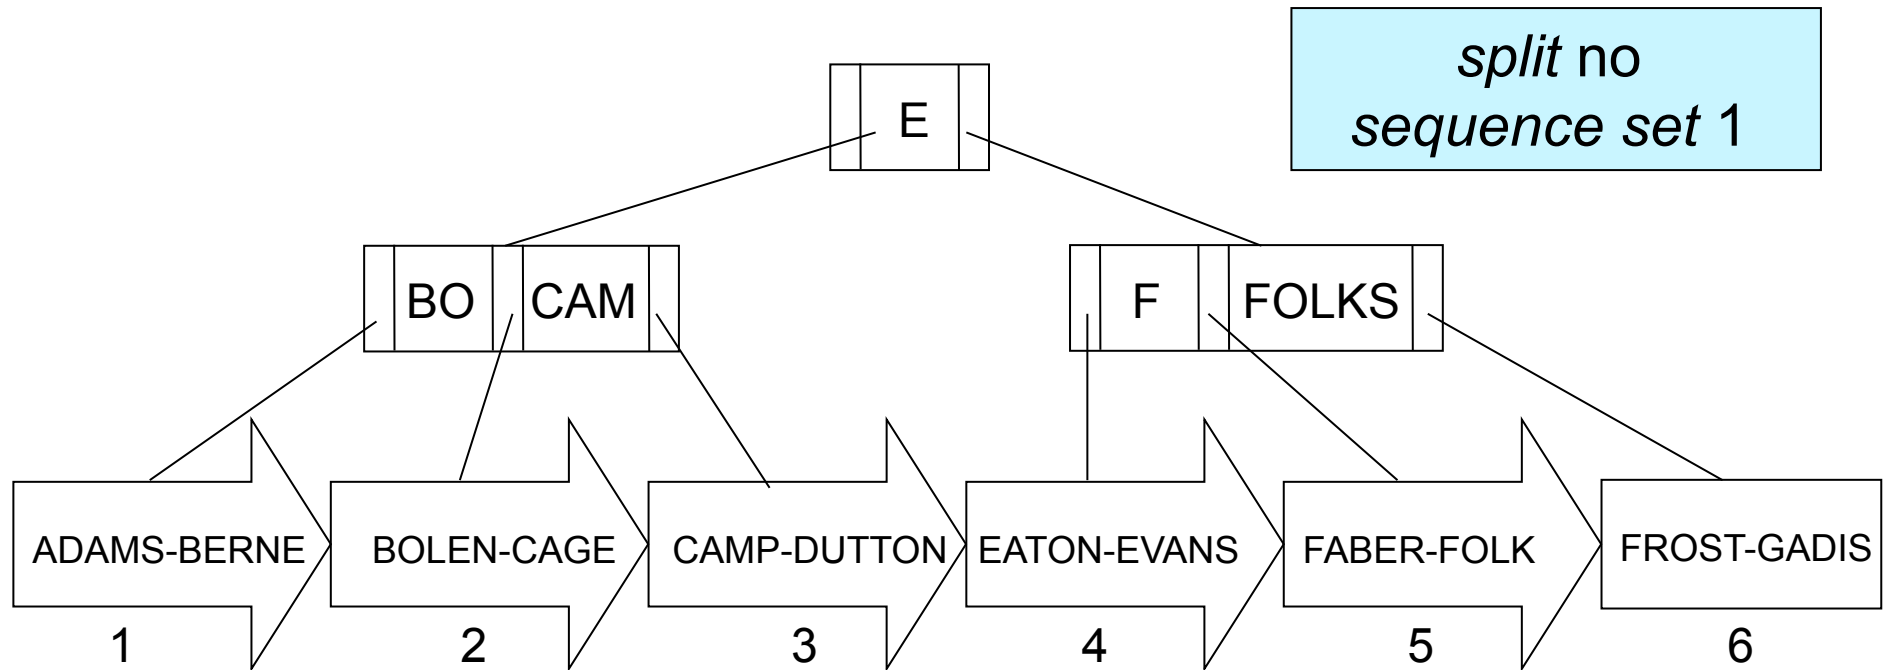 split no
sequence set 1
E
BO CAM
F FOLKS
ADAMS-BERNE
BOLEN-CAGE
CAMP-DUTTON
EATON-EVANS
FABER-FOLK
FROST-GADIS
1
2
3
4
5
6